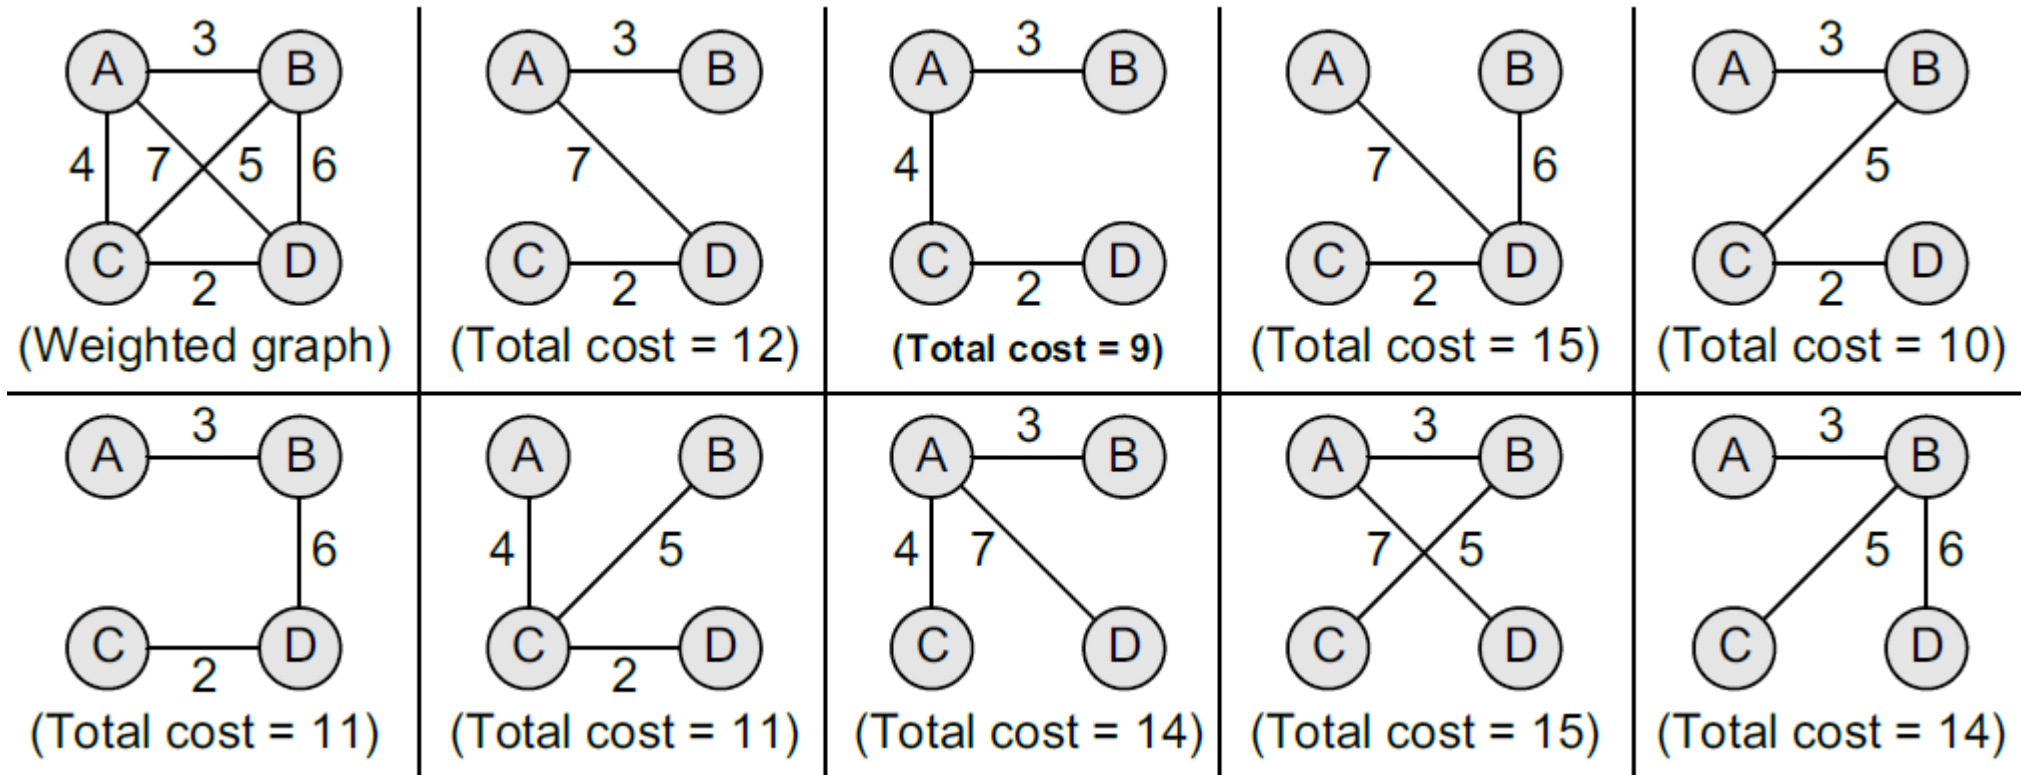 3
A B
4 7 5 6
C D
2
(Weighted graph)
3
A B
7
C D
2
(Total cost = 12)
3
A B
4
C D
2
(Total cost = 9)
A B
7 6
C D
2
(Total cost = 15)
3
A B
5
C D
2
(Total cost = 10)
3
A B
6
C D
2
(Total cost = 11)
A B
4 5
C D
2
(Total cost = 11)
3
A B
4 7
C D
(Total cost = 14)
3
A B
7 5
C D
(Total cost = 15)
3
A B
5 6
C D
(Total cost = 14)